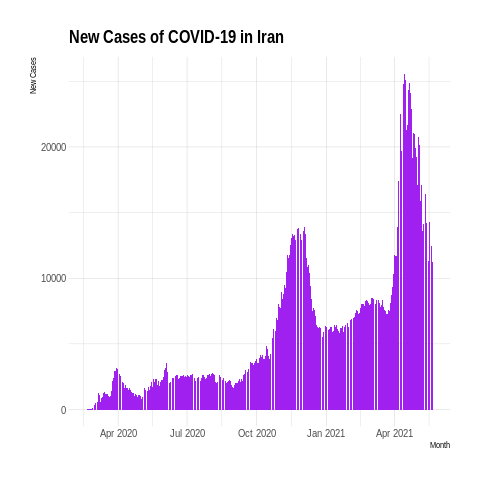 New Cases of COVID-19 in Iran
New Cases
20000
10000
0
Apr 2020 Jul 2020 Oct 2020 Jan 2021 Apr 2021
Month